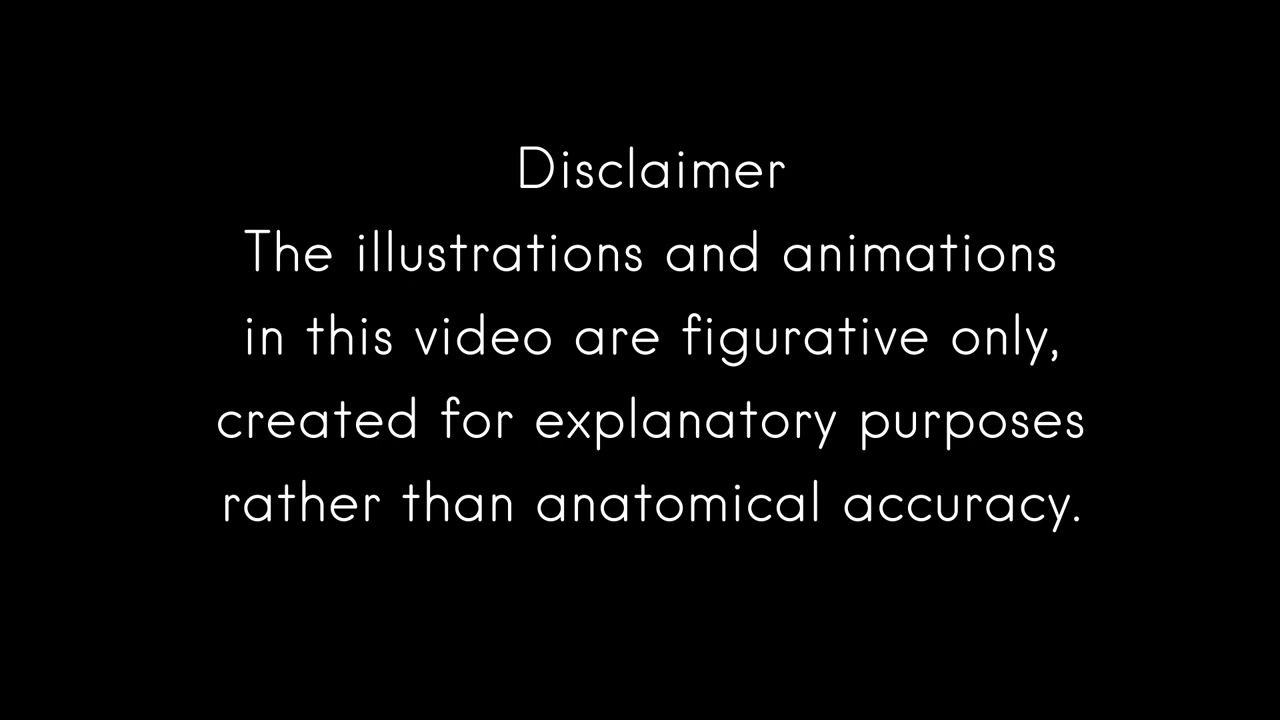 Disclaimer
The illustrations and animations
in this video are figurative only,
created for explanatory purposes
rather than anatomical accuracy.